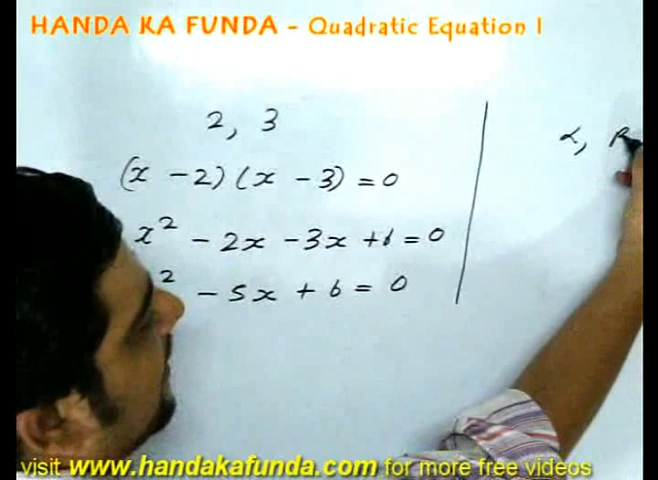 HANDA KA FUNDA - Quadratic Equation 1
2, 3
(x - 2) (x - 3) = 0
x² - 2x - 3x + 6 = 0
² - 5x + 6 = 0
α, β
visit www.handakafunda.com for more free videos